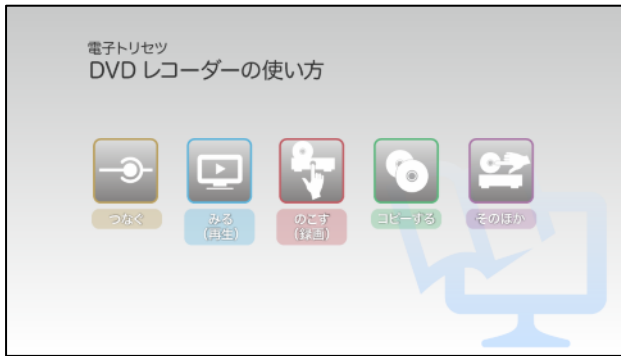 電子トリセツ
DVD レコーダーの使い方
つなぐ
みる
(再生)
のこす
(録画)
コピーする
そのほか